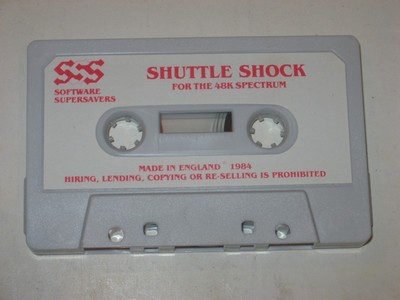 SS
SOFTWARE
SUPERSAVERS
SHUTTLE SHOCK
FOR THE 48K SPECTRUM
MADE IN ENGLAND 1984
HIRING, LENDING, COPYING OR RE-SELLING IS PROHIBITED